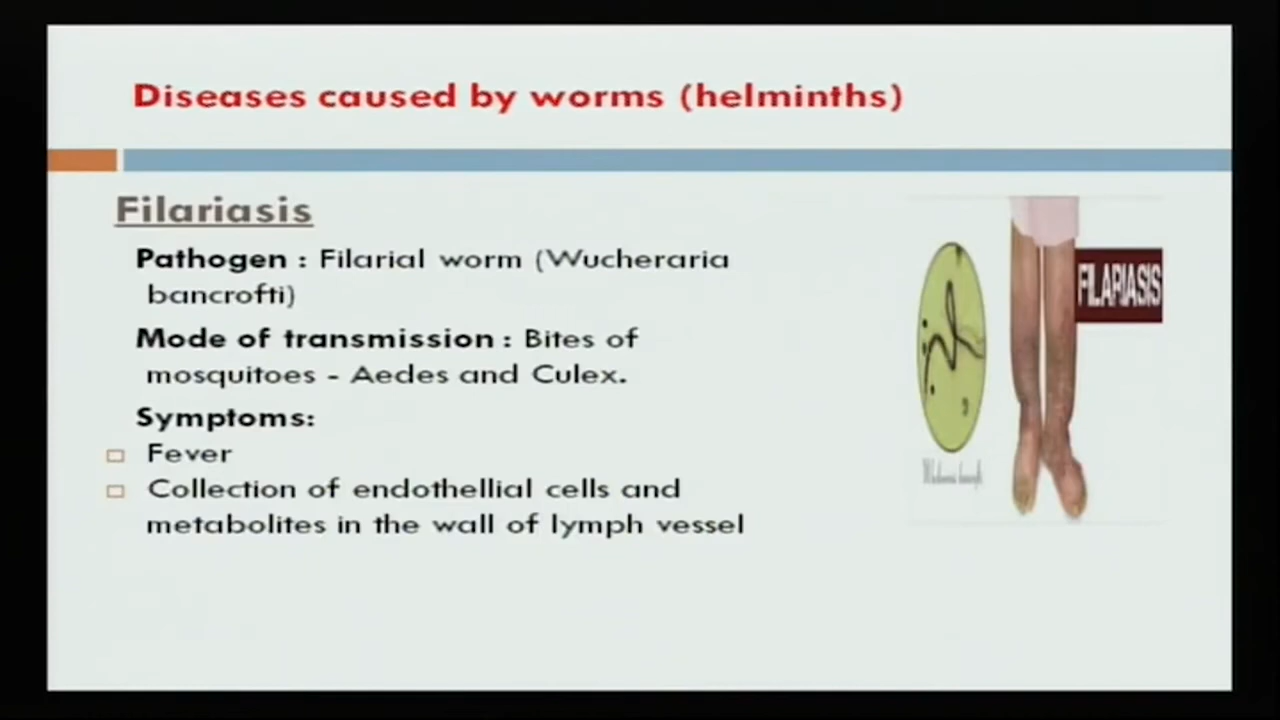 Diseases caused by worms (helminths)
Filariasis
Pathogen : Filarial worm (Wucheraria
bancrofti)
Mode of transmission : Bites of
mosquitoes - Aedes and Culex.
Symptoms:
Fever
Collection of endothellial cells and
metabolites in the wall of lymph vessel
FILARIASIS